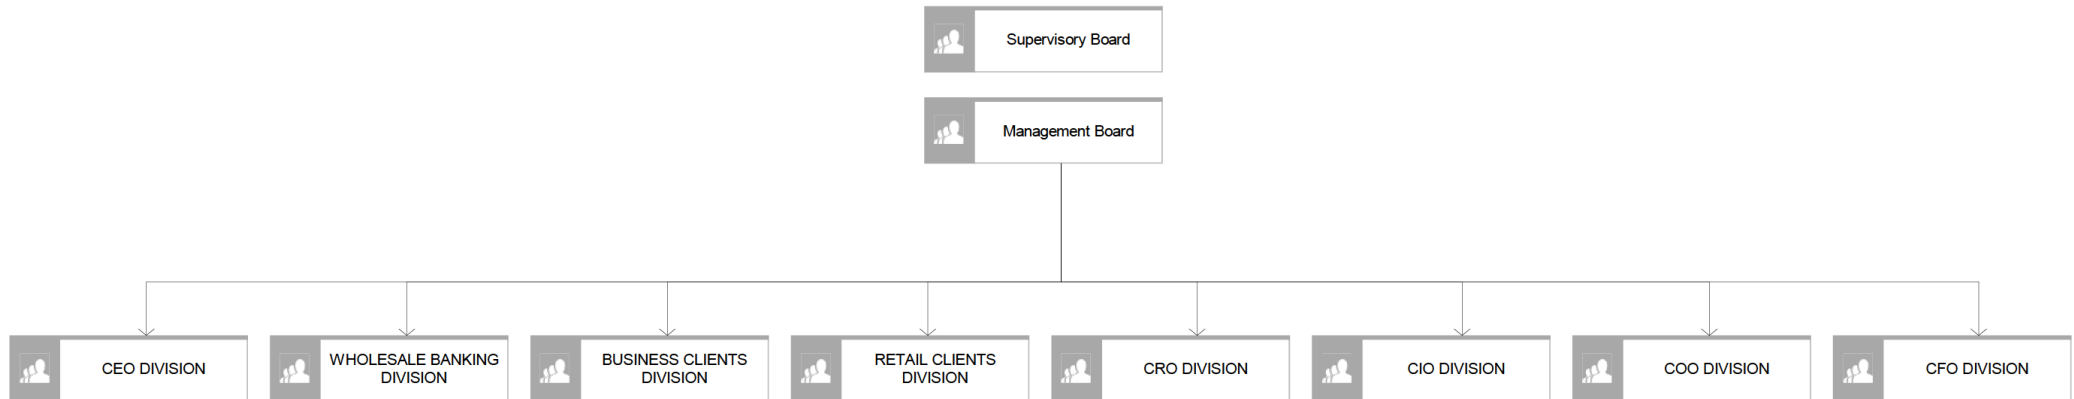 Supervisory Board
Management Board
CEO DIVISION
WHOLESALE BANKING
DIVISION
BUSINESS CLIENTS
DIVISION
RETAIL CLIENTS
DIVISION
CRO DIVISION
CIO DIVISION
COO DIVISION
CFO DIVISION